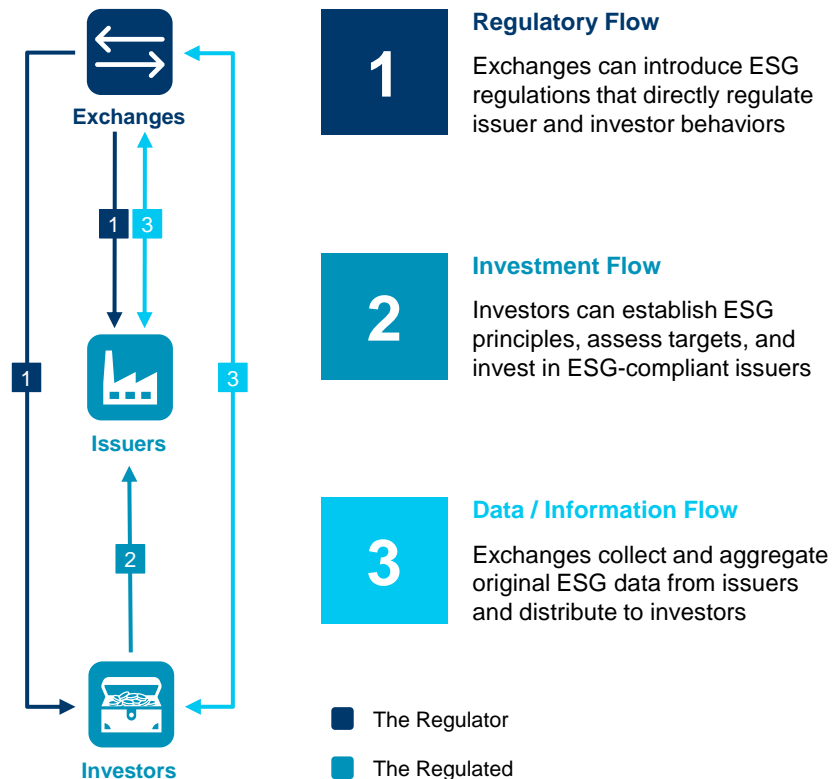 Exchanges
1
3
1
3
Issuers
2
Investors
1
Regulatory Flow
Exchanges can introduce ESG
regulations that directly regulate
issuer and investor behaviors
2
Investment Flow
Investors can establish ESG
principles, assess targets, and
invest in ESG-compliant issuers
3
Data / Information Flow
Exchanges collect and aggregate
original ESG data from issuers
and distribute to investors
The Regulator
The Regulated